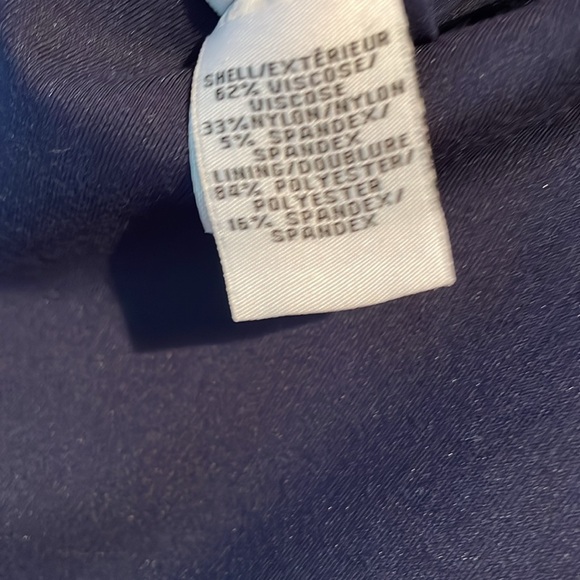 SHELL/EXTÉRIEUR
62% VISCOSE/
VISCOSE
33%NYLON/NYLON
5% SPANDEX/
SPANDEX
LINING/DOUBLURE
84% POLYESTER/
POLYESTER
16% SPANDEX/
SPANDEX